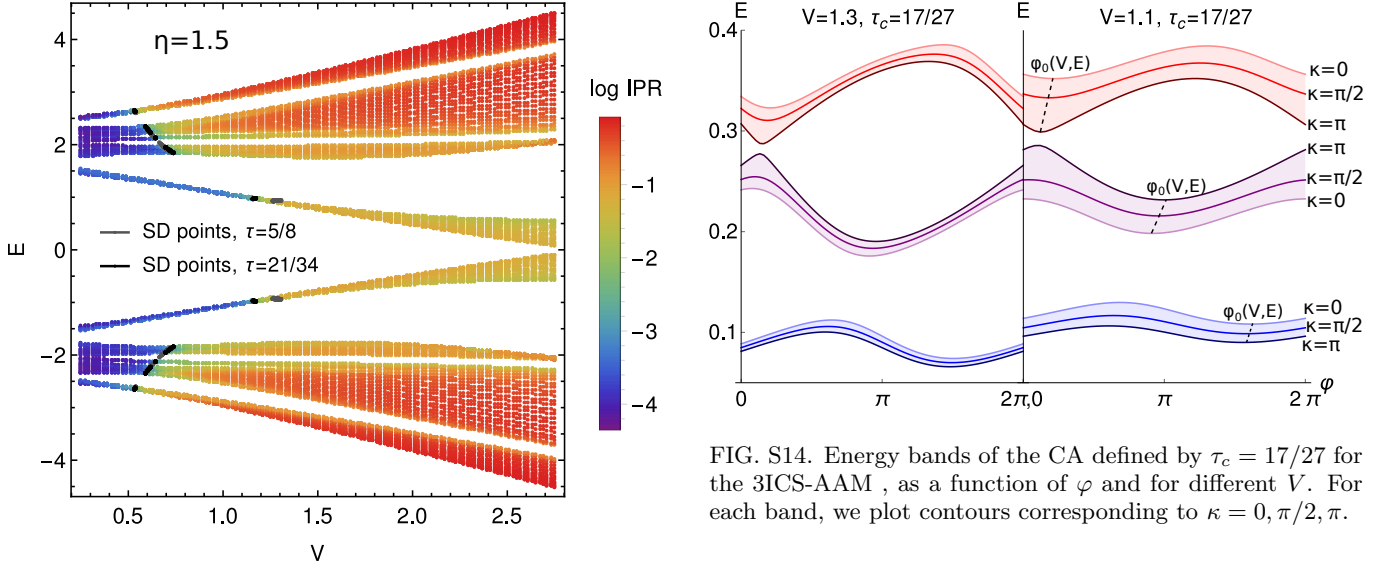 η=1.5
E
4
2
0
−2
−4
0.5 1.0 1.5 2.0 2.5
V
SD points, τ=5/8
SD points, τ=21/34
log IPR
−1
−2
−3
−4
E V=1.3, τc=17/27
E V=1.1, τc=17/27
0.4
0.3
0.2
0.1
φ₀(V,E)
κ=0
κ=π/2
κ=π
κ=π
φ₀(V,E)
κ=π/2
κ=0
φ₀(V,E)
κ=0
κ=π/2
κ=π
0 π 2π,0 π 2π φ
FIG. S14. Energy bands of the CA defined by τc = 17/27 for
the 3ICS-AAM , as a function of φ and for different V. For
each band, we plot contours corresponding to κ = 0, π/2, π.